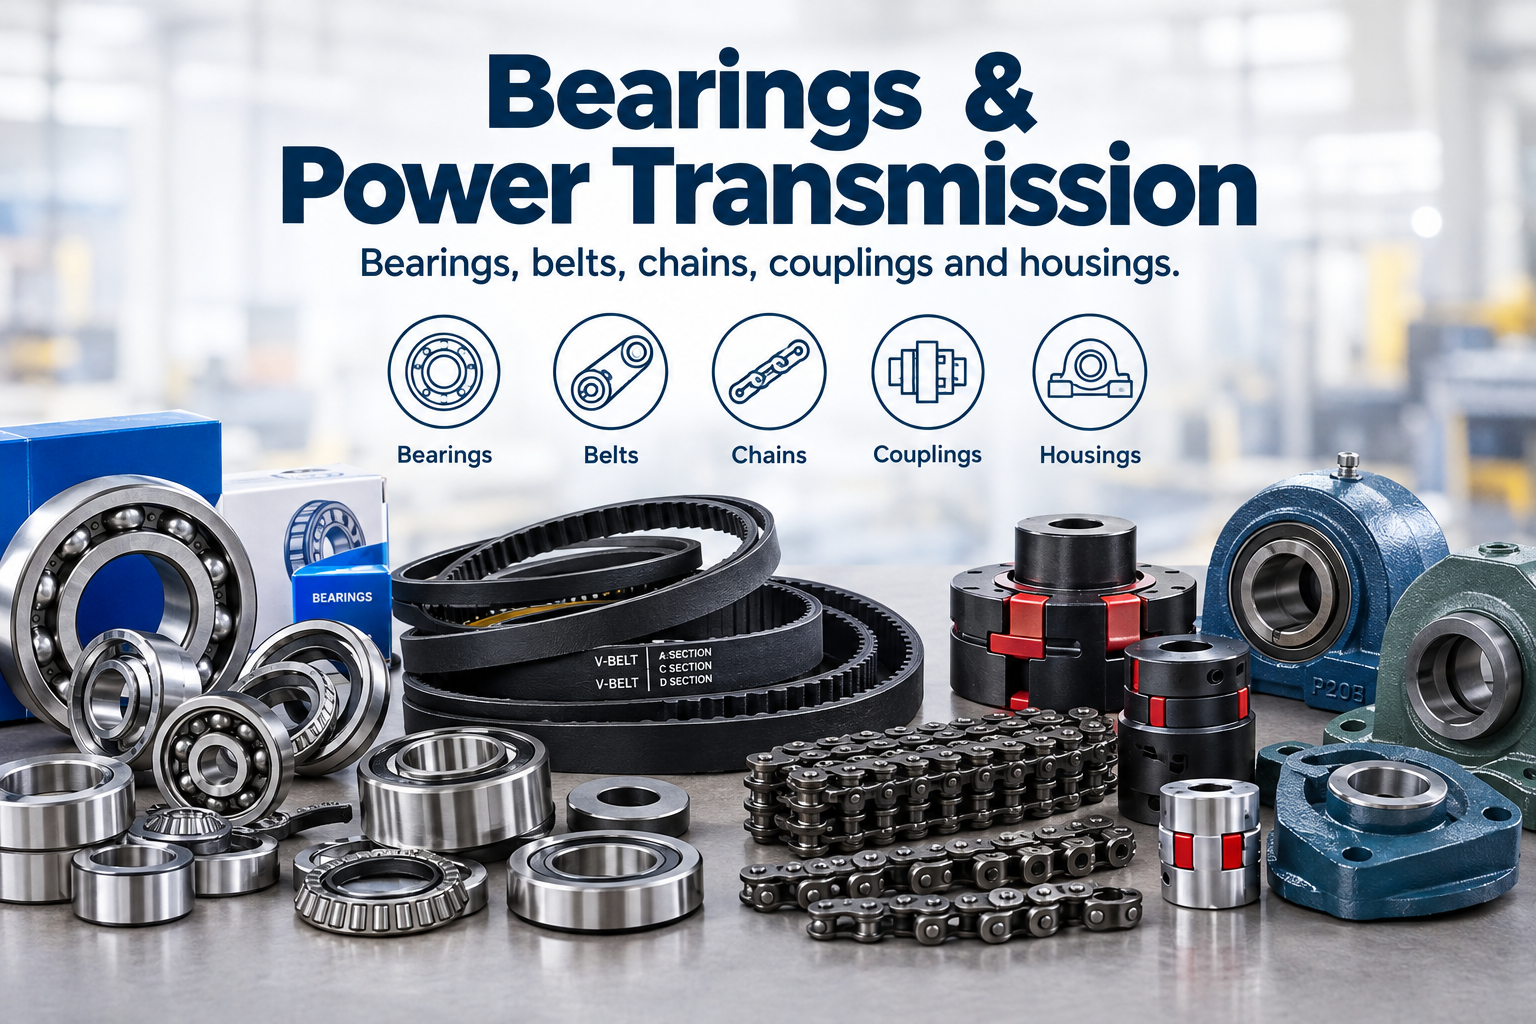 Bearings &
Power Transmission
Bearings, belts, chains, couplings and housings.
Bearings
Belts
Chains
Couplings
Housings
BEARINGS
V-BELT
V-BELT
A:SECTION
C SECTION
D SECTION
P205